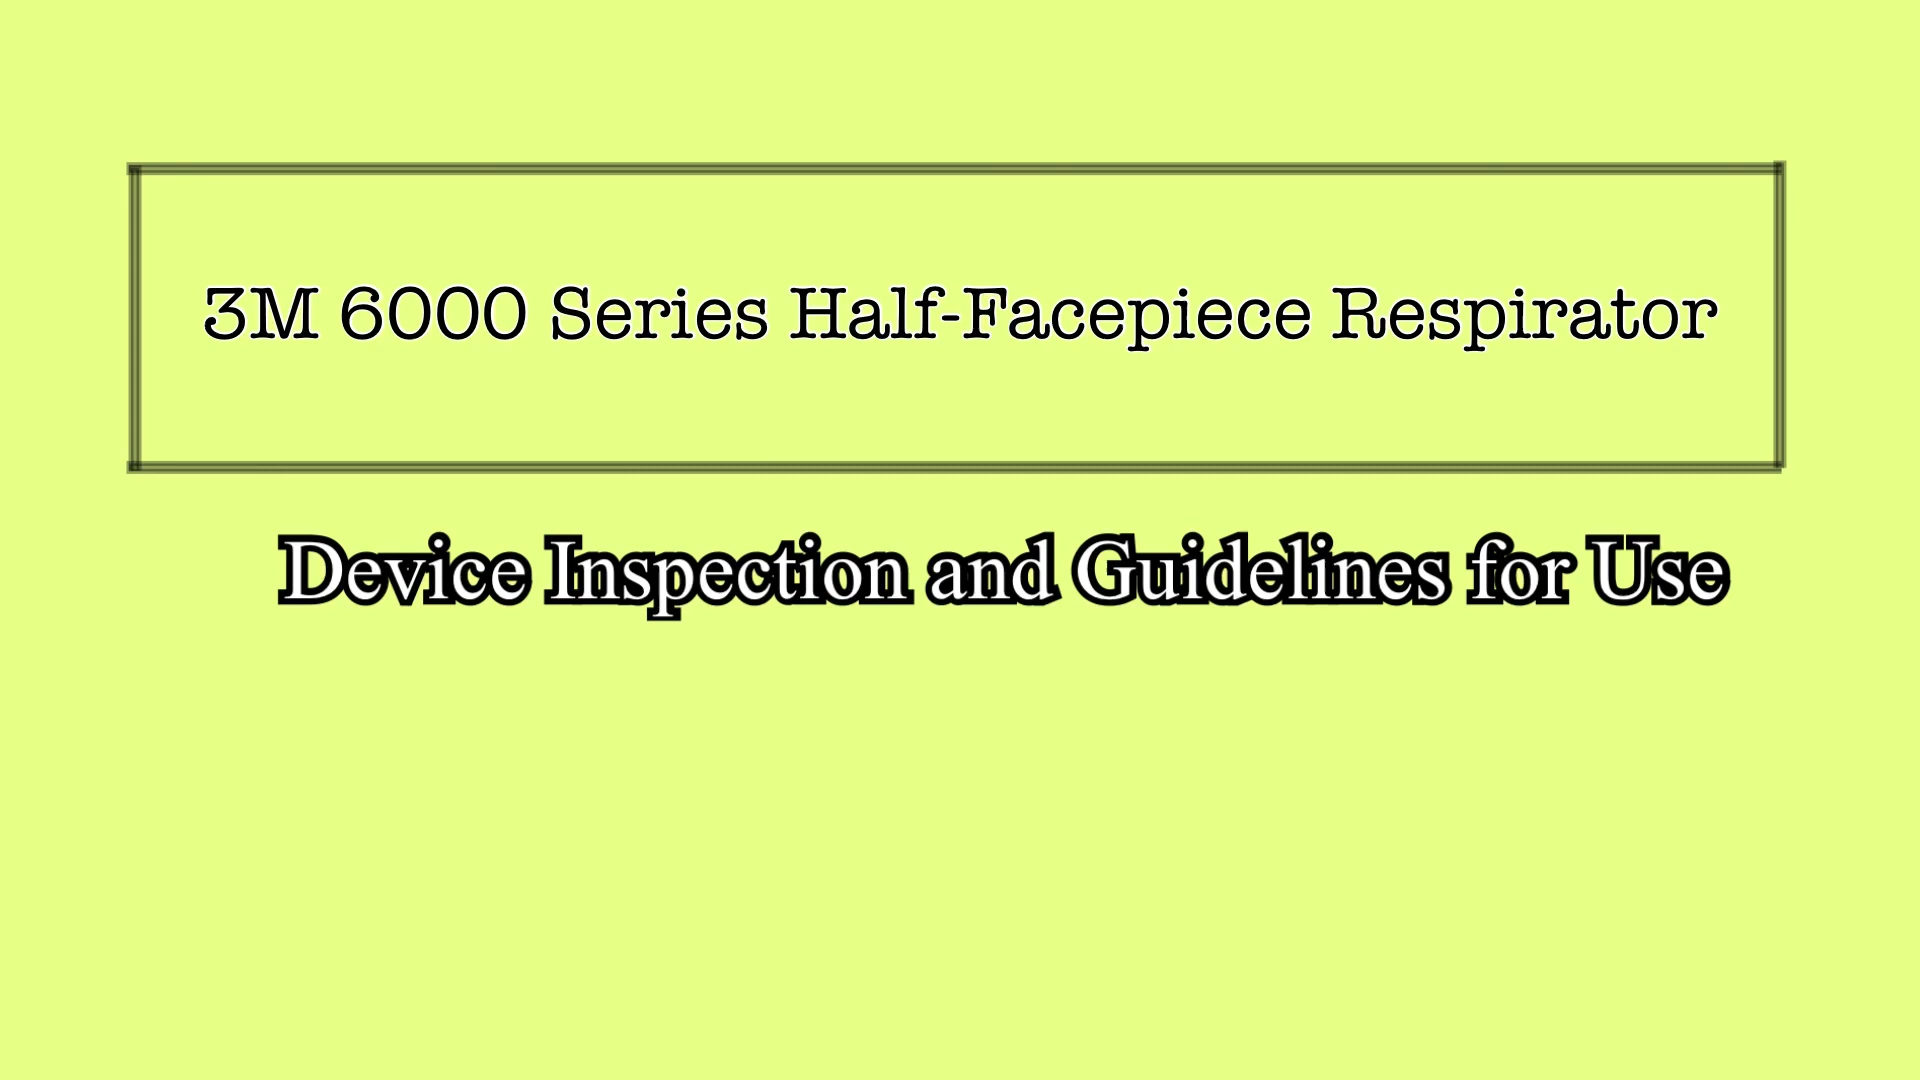 3M 6000 Series Half-Facepiece Respirator
Device Inspection and Guidelines for Use